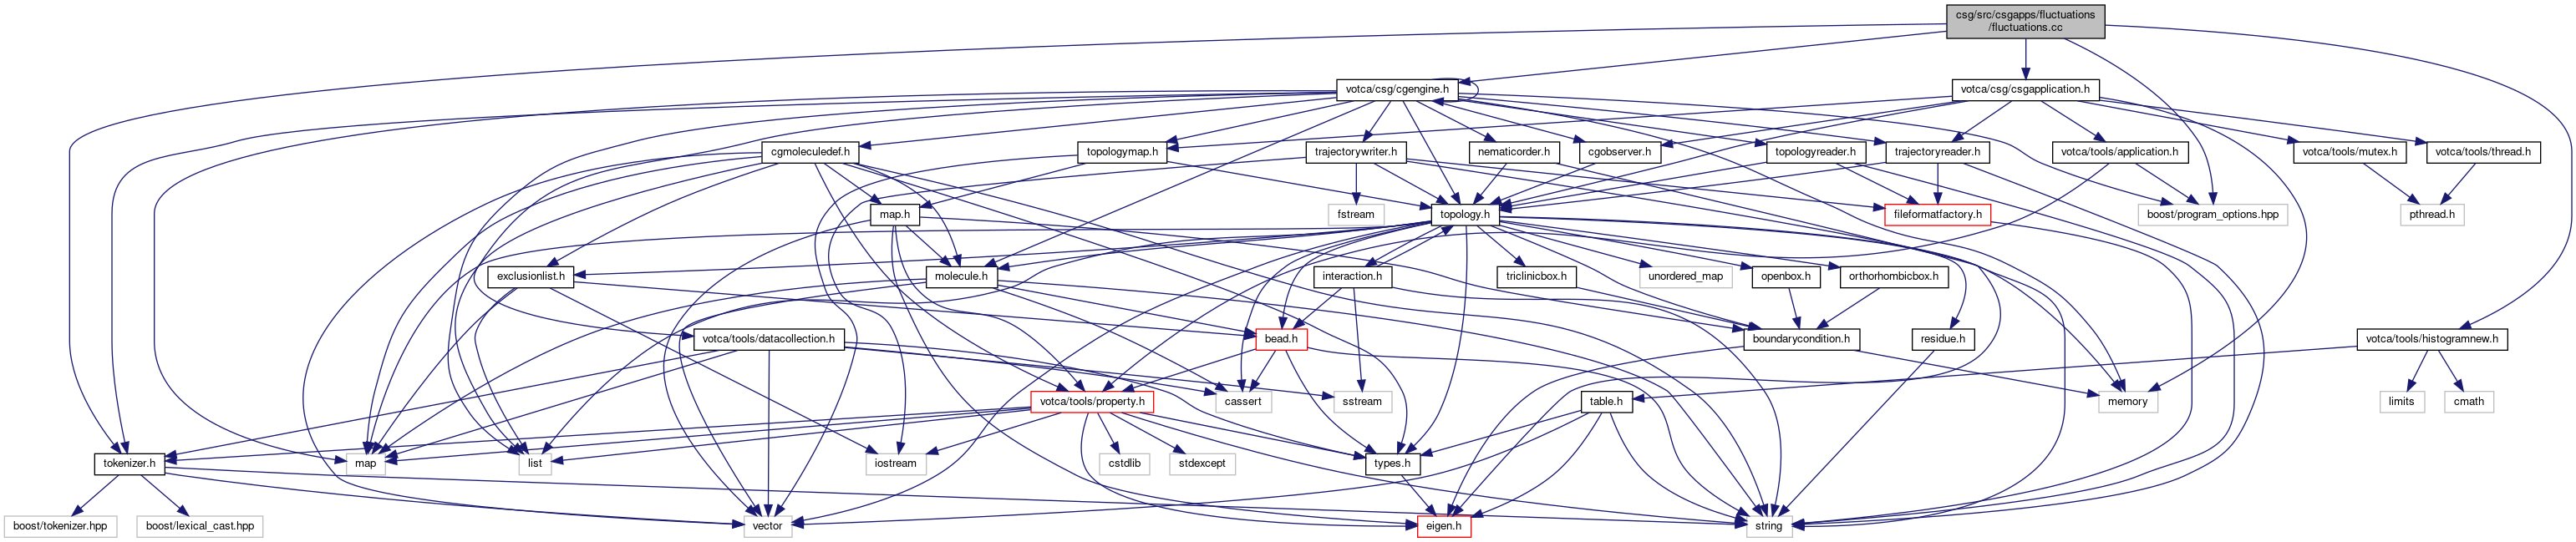 csg/src/csgapps/fluctuations
/fluctuations.cc
votca/csg/cgengine.h
votca/csg/csgapplication.h
cgmoleculedef.h
topologymap.h
trajectorywriter.h
nematicorder.h
cgobserver.h
topologyreader.h
trajectoryreader.h
votca/tools/application.h
votca/tools/mutex.h
votca/tools/thread.h
map.h
fstream
topology.h
fileformatfactory.h
boost/program_options.hpp
pthread.h
exclusionlist.h
molecule.h
interaction.h
triclinicbox.h
unordered_map
openbox.h
orthorhombicbox.h
votca/tools/datacollection.h
bead.h
boundarycondition.h
residue.h
votca/tools/histogramnew.h
votca/tools/property.h
cassert
sstream
table.h
memory
limits
cmath
tokenizer.h
map
list
iostream
cstdlib
stdexcept
types.h
boost/tokenizer.hpp
boost/lexical_cast.hpp
vector
eigen.h
string